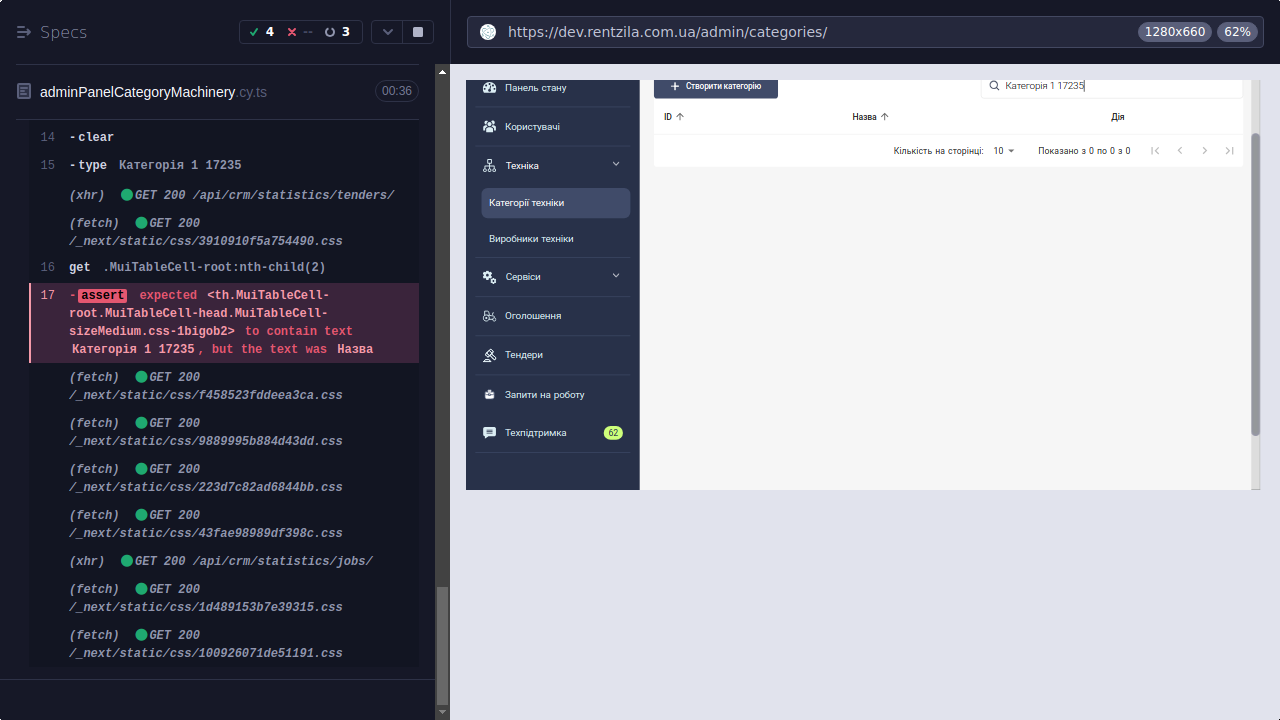 Specs
4
--
3
adminPanelCategoryMachinery.cy.ts
00:36
14 -clear
15 -type Категорія 1 17235
(xhr) GET 200 /api/crm/statistics/tenders/
(fetch) GET 200
/_next/static/css/3910910f5a754490.css
16 get .MuiTableCell-root:nth-child(2)
17 -assert expected <th.MuiTableCell-
root.MuiTableCell-head.MuiTableCell-
sizeMedium.css-1bigob2> to contain text
Категорія 1 17235, but the text was Назва
(fetch) GET 200
/_next/static/css/f458523fddeea3ca.css
(fetch) GET 200
/_next/static/css/9889995b884d43dd.css
(fetch) GET 200
/_next/static/css/223d7c82ad6844bb.css
(fetch) GET 200
/_next/static/css/43fae98989df398c.css
(xhr) GET 200 /api/crm/statistics/jobs/
(fetch) GET 200
/_next/static/css/1d489153b7e39315.css
(fetch) GET 200
/_next/static/css/100926071de51191.css
https://dev.rentzila.com.ua/admin/categories/
1280x660
62%
Панель стану
Користувачі
Техніка
Категорії техніки
Виробники техніки
Сервіси
Оголошення
Тендери
Запити на роботу
Техпідтримка 62
Створити категорію
Категорія 1 17235
ID
Назва
Дія
Кількість на сторінці: 10
Показано з 0 по 0 з 0